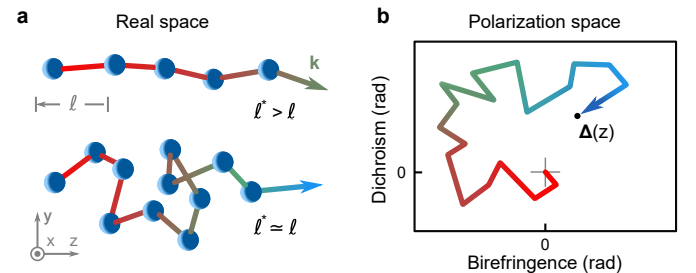 a Real space
k
ℓ
ℓ* > ℓ
ℓ* ≃ ℓ
y
x z
b Polarization space
Dichroism (rad)
0
Δ(z)
0
Birefringence (rad)